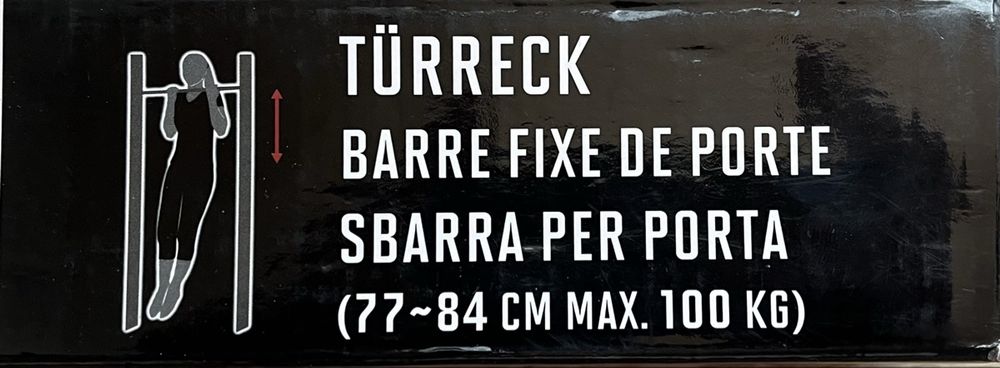 TÜRRECK
BARRE FIXE DE PORTE
SBARRA PER PORTA
(77~84 CM MAX. 100 KG)